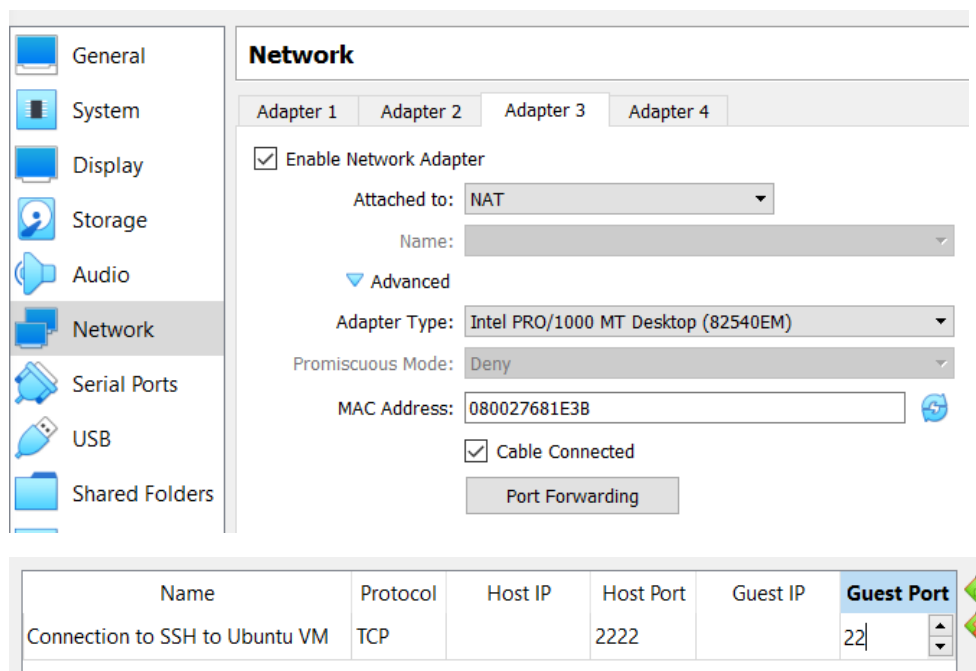 General
System
Display
Storage
Audio
Network
Serial Ports
USB
Shared Folders
Network
Adapter 1 Adapter 2 Adapter 3 Adapter 4
Enable Network Adapter
Attached to: NAT
Name:
Advanced
Adapter Type: Intel PRO/1000 MT Desktop (82540EM)
Promiscuous Mode: Deny
MAC Address: 080027681E3B
Cable Connected
Port Forwarding
Name Protocol Host IP Host Port Guest IP Guest Port
Connection to SSH to Ubuntu VM TCP 2222 22